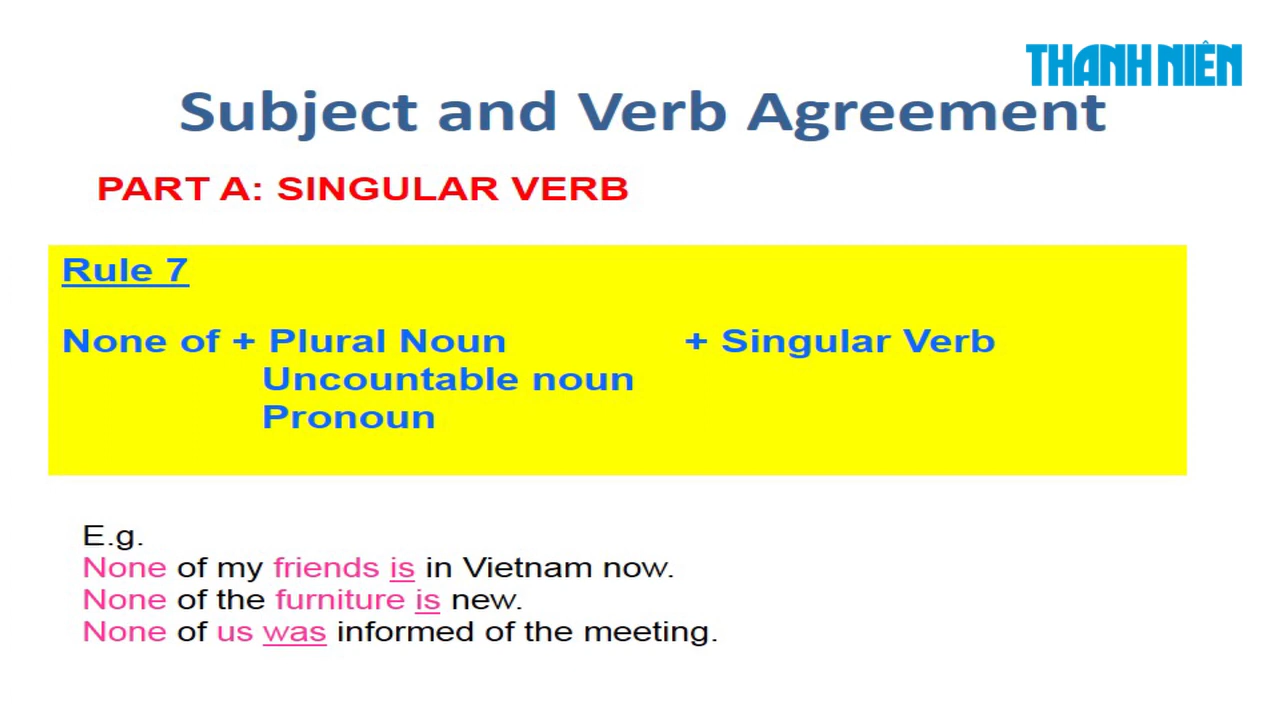 THANH NIÊN
Subject and Verb Agreement
PART A: SINGULAR VERB
Rule 7
None of + Plural Noun + Singular Verb
Uncountable noun
Pronoun
E.g.
None of my friends is in Vietnam now.
None of the furniture is new.
None of us was informed of the meeting.